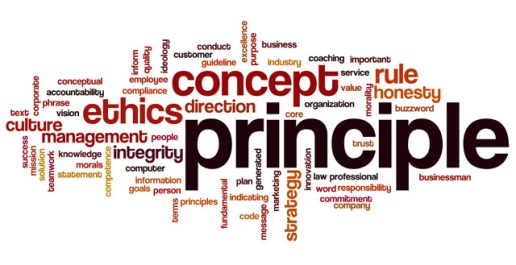 inform
quality
ideology
conduct
customer
guideline
excellence
purpose
business
industry
coaching
important
conceptual
employee
compliance
concept
service
value
rule
morality
honesty
corporate
accountability
phrase
text
vision
ethics
direction
organization
core
buzzword
culture
management
people
principle
trust
success
mission
solution
teamwork
knowledge
morals
statement
competence
integrity
computer
information
goals
person
terms
principles
fundamental
plan
indicating
code
generated
message
marketing
strategy
innovation
law
professional
word
responsibility
commitment
company
businessman